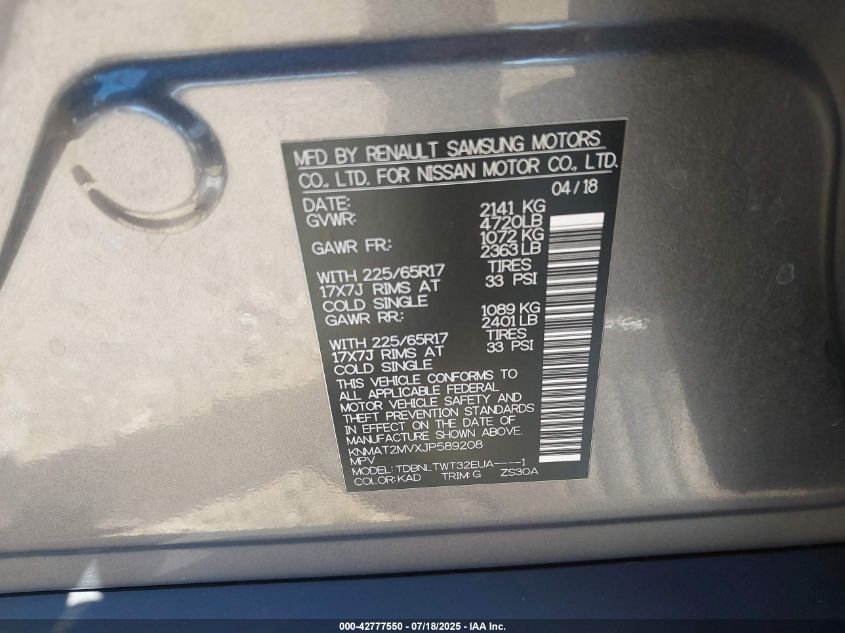 MFD BY RENAULT SAMSUNG MOTORS
CO., LTD. FOR NISSAN MOTOR CO., LTD.
DATE: 04/18
GVWR: 2141 KG
4720LB
GAWR FR: 1072 KG
2363 LB
WITH 225/65R17 TIRES
17X7J RIMS AT 33 PSI
COLD SINGLE
GAWR RR: 1089 KG
2401 LB
WITH 225/65R17 TIRES
17X7J RIMS AT 33 PSI
COLD SINGLE
THIS VEHICLE CONFORMS TO
ALL APPLICABLE FEDERAL
MOTOR VEHICLE SAFETY AND
THEFT PREVENTION STANDARDS
IN EFFECT ON THE DATE OF
MANUFACTURE SHOWN ABOVE.
KNMAT2MVXJP589208
MPV
MODEL: TDBNLTWT32EUA----1
COLOR: KAD TRIM: G ZS30A
000-42777550 - 07/18/2025 - IAA Inc.